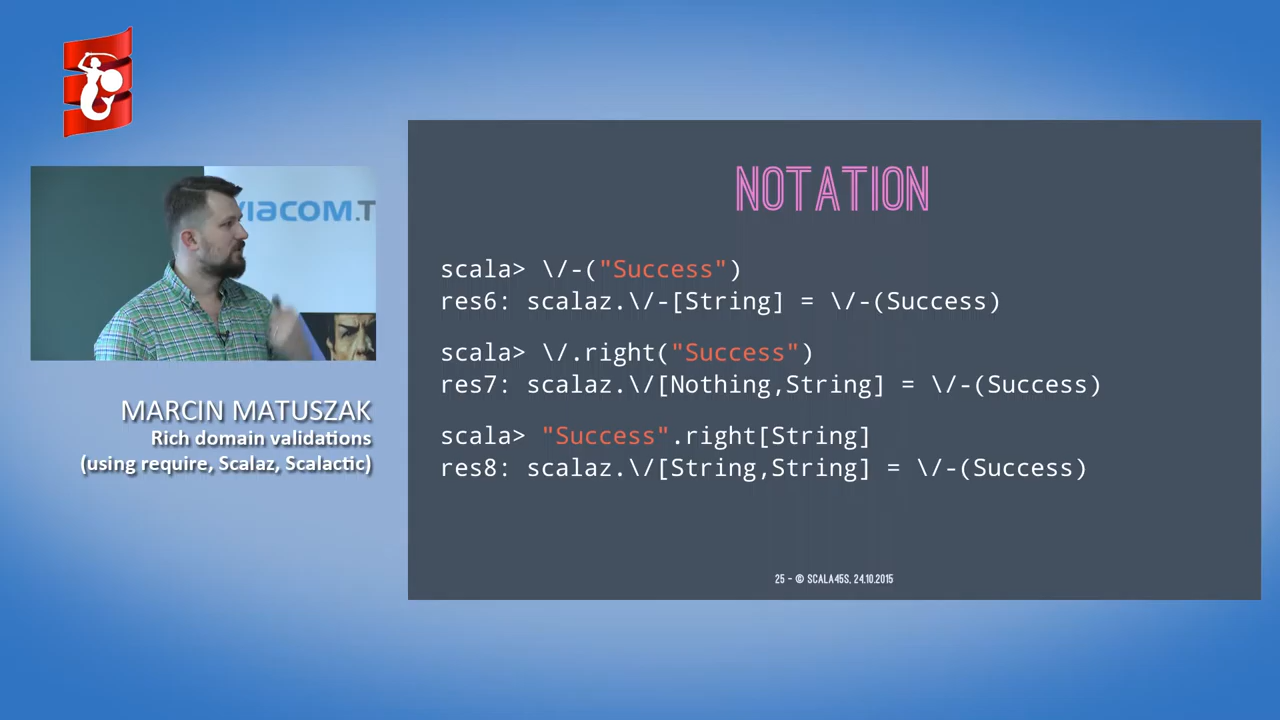 VIACOM.T
MARCIN MATUSZAK
Rich domain validations
(using require, Scalaz, Scalactic)
NOTATION
scala> \/-("Success")
res6: scalaz.\/-[String] = \/-(Success)
scala> \/.right("Success")
res7: scalaz.\/[Nothing,String] = \/-(Success)
scala> "Success".right[String]
res8: scalaz.\/[String,String] = \/-(Success)
25 – © SCALA45S, 24.10.2015